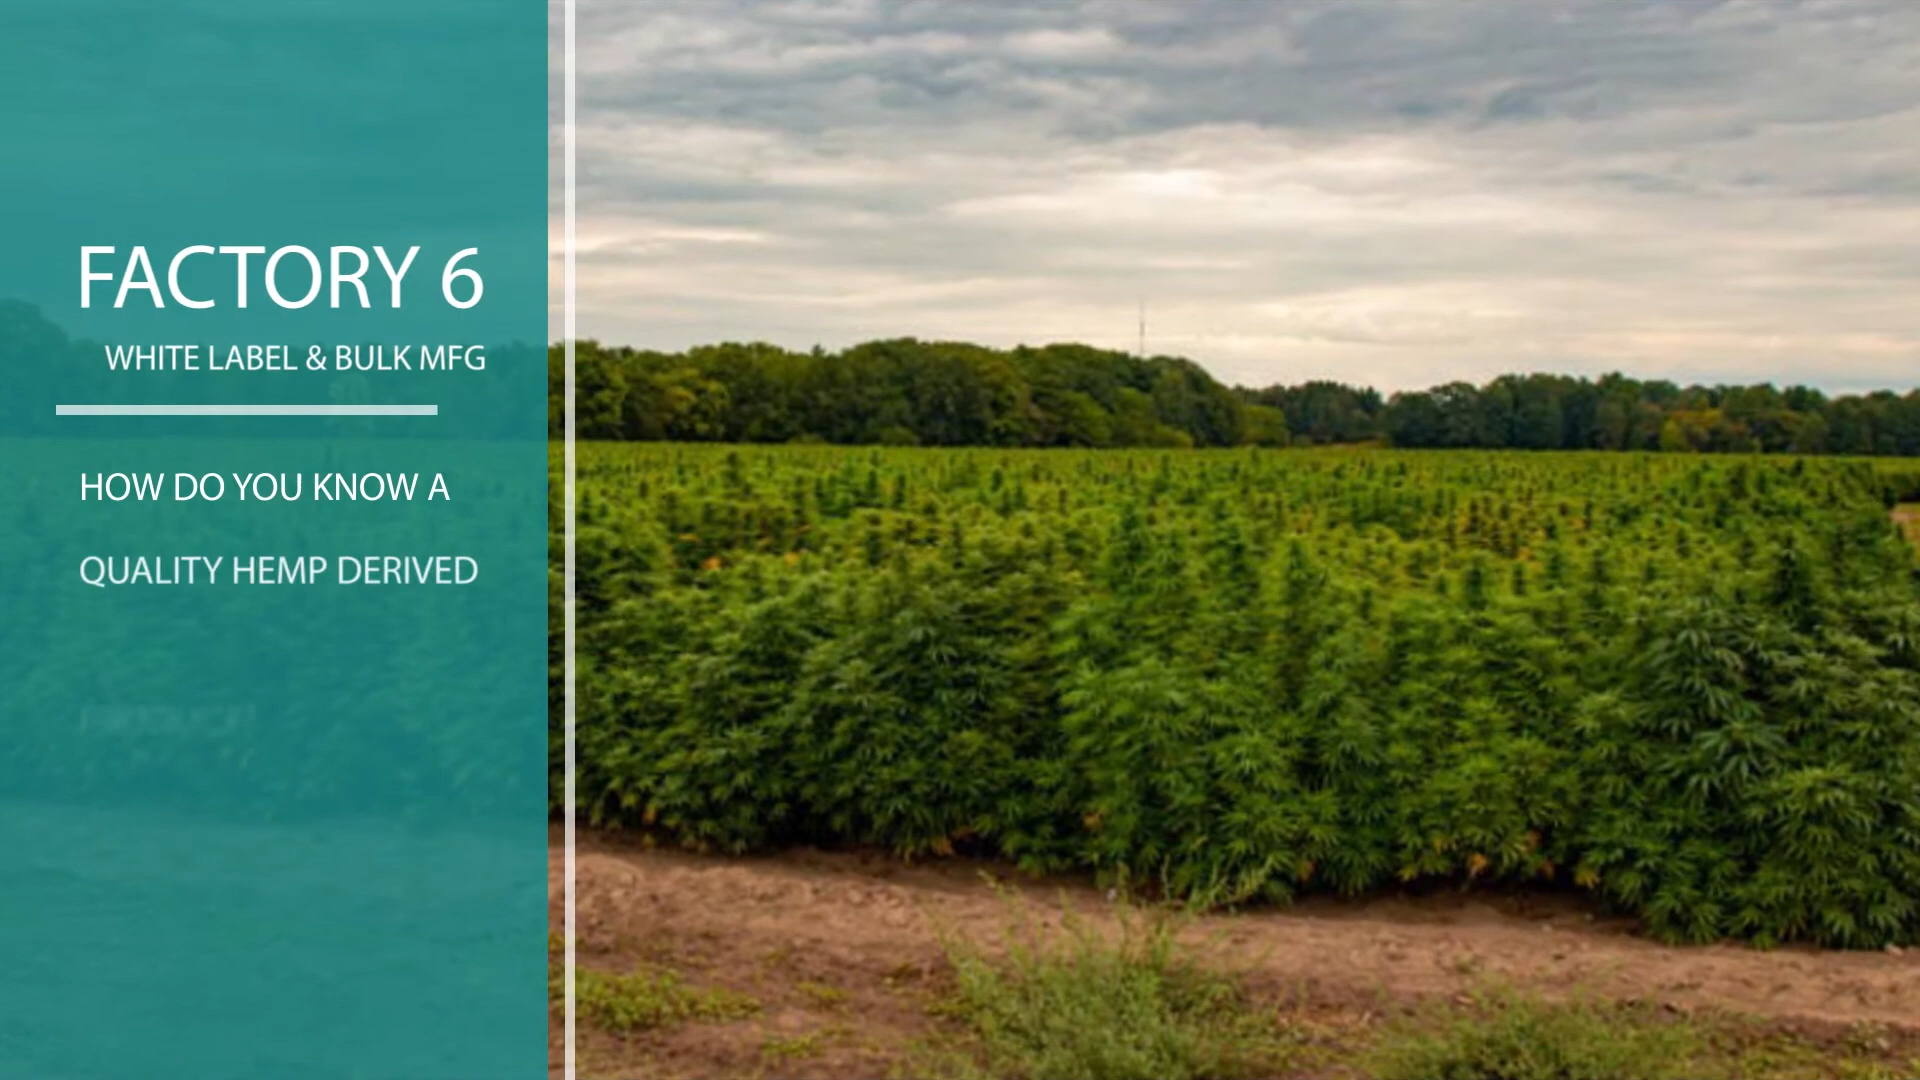 FACTORY 6
WHITE LABEL & BULK MFG
HOW DO YOU KNOW A
QUALITY HEMP DERIVED